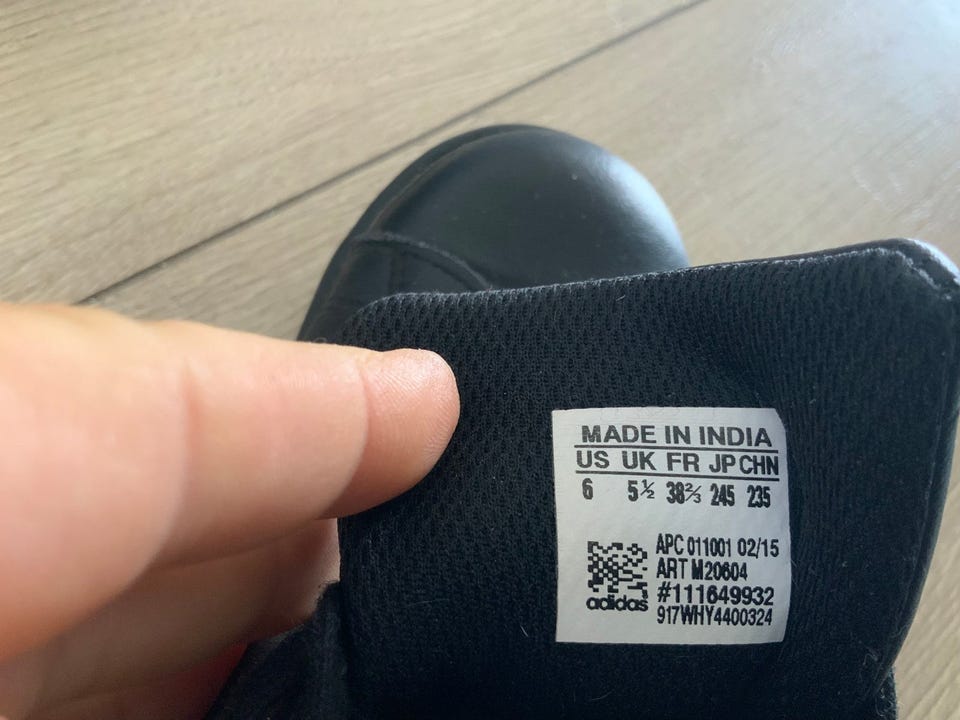 MADE IN INDIA
US UK FR JP CHN
6 5½ 38⅔ 245 235
APC 011001 02/15
ART M20604
#111649932
adidas 917WHY4400324